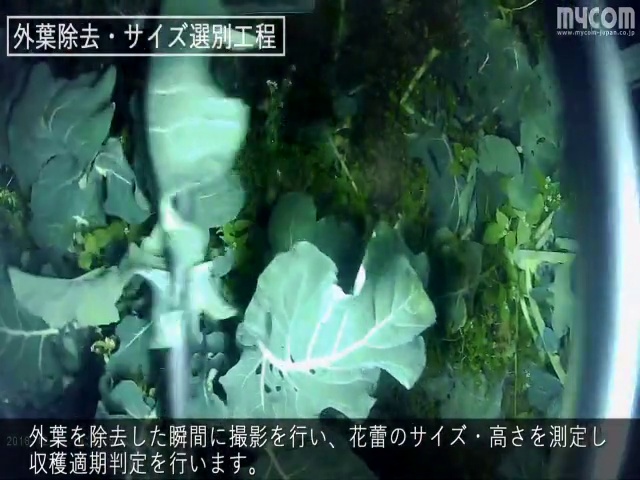 外葉除去・サイズ選別工程
mycom
www.mycom-japan.co.jp
外葉を除去した瞬間に撮影を行い、花蕾のサイズ・高さを測定し
収穫適期判定を行います。